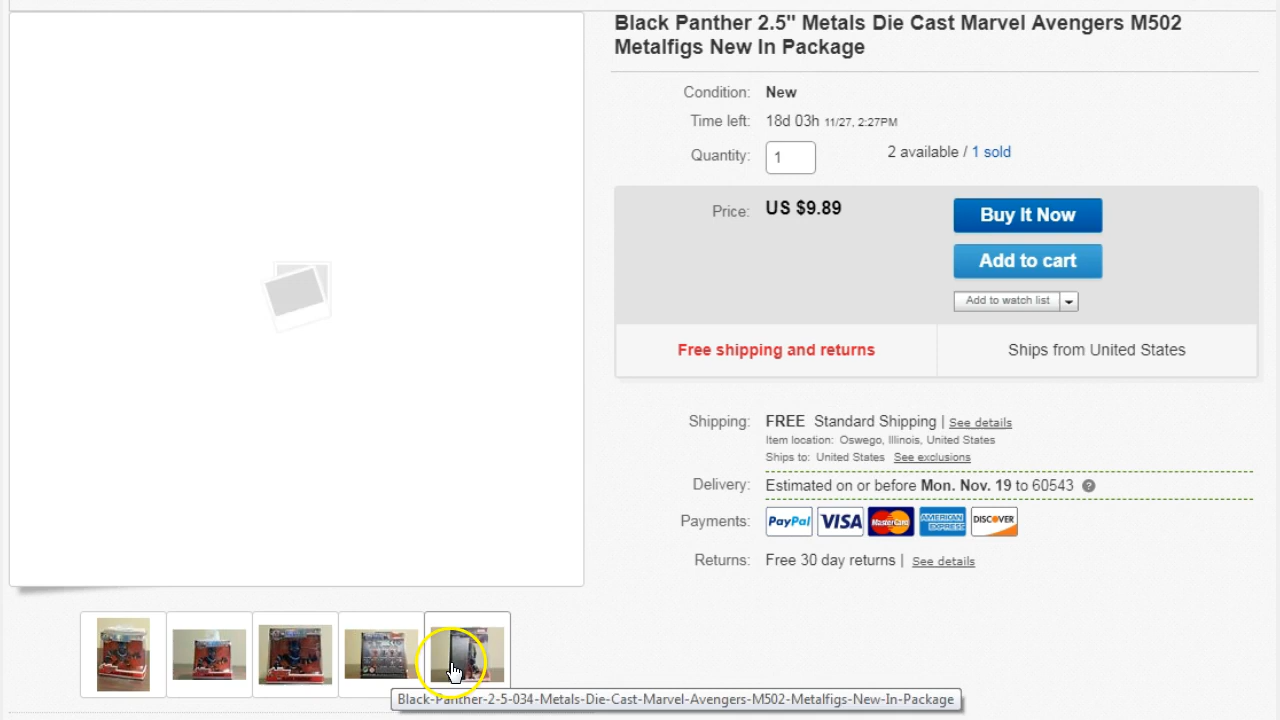 Black Panther 2.5" Metals Die Cast Marvel Avengers M502
Metalfigs New In Package
Condition: New
Time left: 18d 03h 11/27, 2:27PM
Quantity: 1 2 available / 1 sold
Price: US $9.89
Buy It Now
Add to cart
Add to watch list
Free shipping and returns
Ships from United States
Shipping: FREE Standard Shipping | See details
Item location: Oswego, Illinois, United States
Ships to: United States See exclusions
Delivery: Estimated on or before Mon. Nov. 19 to 60543 ?
Payments: PayPal VISA MasterCard AMERICAN EXPRESS DISCOVER
Returns: Free 30 day returns | See details
Black-Panther-2-5-034-Metals-Die-Cast-Marvel-Avengers-M502-Metalfigs-New-In-Package